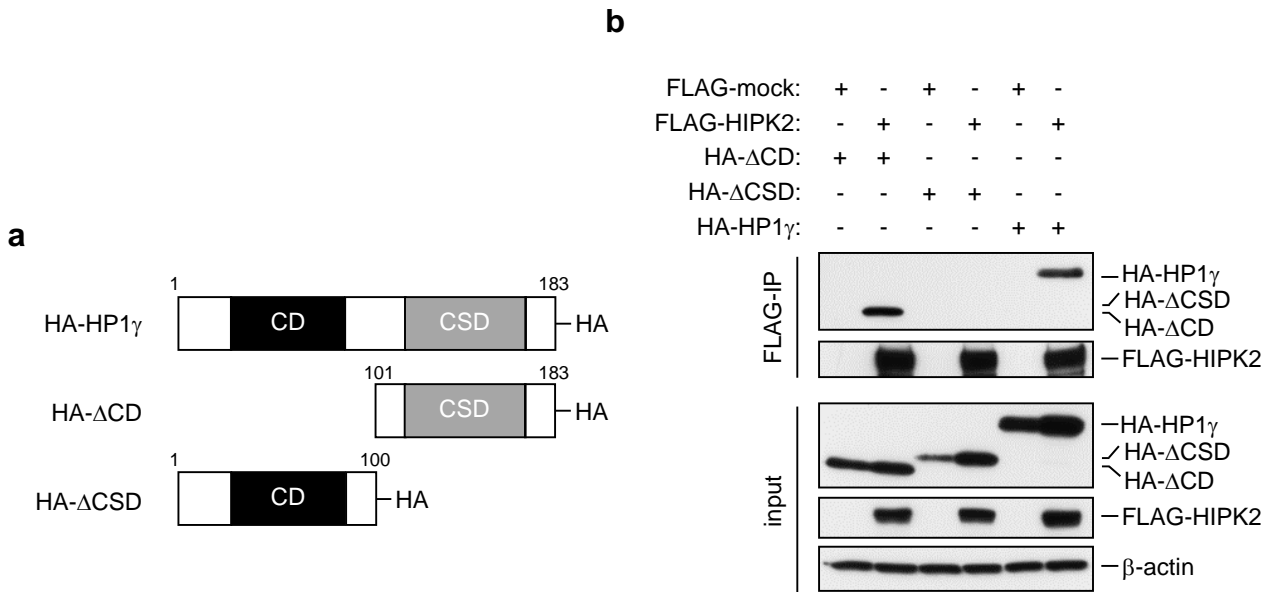 b
FLAG-mock: + - + - + -
FLAG-HIPK2: - + - + - +
HA-ΔCD: + + - - - -
HA-ΔCSD: - - + + - -
HA-HP1γ: - - - - + +
a
1 183
HA-HP1γ CD CSD HA
101 183
HA-ΔCD CSD HA
1 100
HA-ΔCSD CD HA
FLAG-IP
HA-HP1γ
HA-ΔCSD
HA-ΔCD
FLAG-HIPK2
input
HA-HP1γ
HA-ΔCSD
HA-ΔCD
FLAG-HIPK2
β-actin